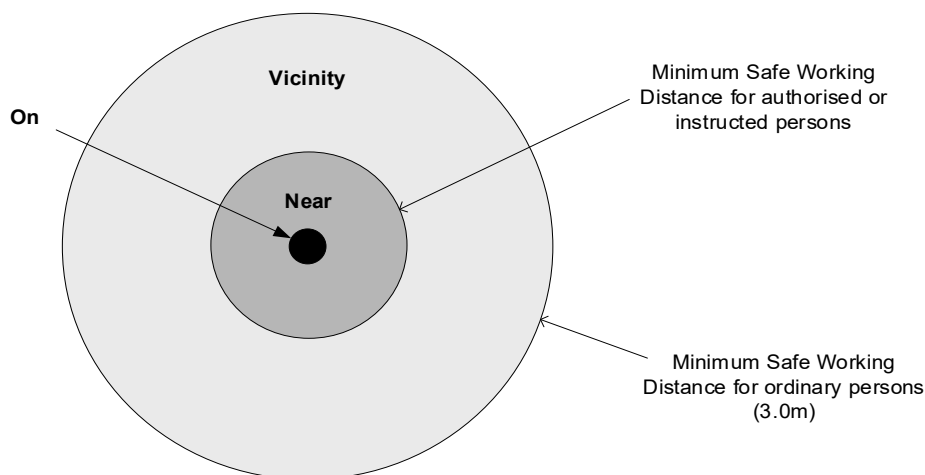 Vicinity
Minimum Safe Working
Distance for authorised or
instructed persons
On
Near
Minimum Safe Working
Distance for ordinary persons
(3.0m)